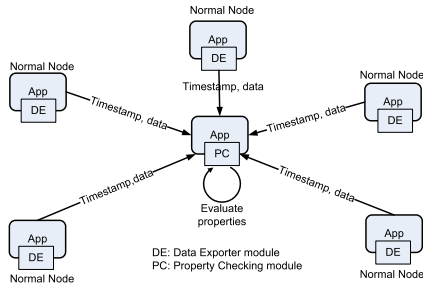 Normal Node
App
DE
Timestamp, data
Normal Node
App
DE
Timestamp, data
Normal Node
App
DE
Timestamp, data
App
PC
Evaluate
properties
Timestamp,data
App
DE
Normal Node
Timestamp, data
App
DE
Normal Node
DE: Data Exporter module
PC: Property Checking module